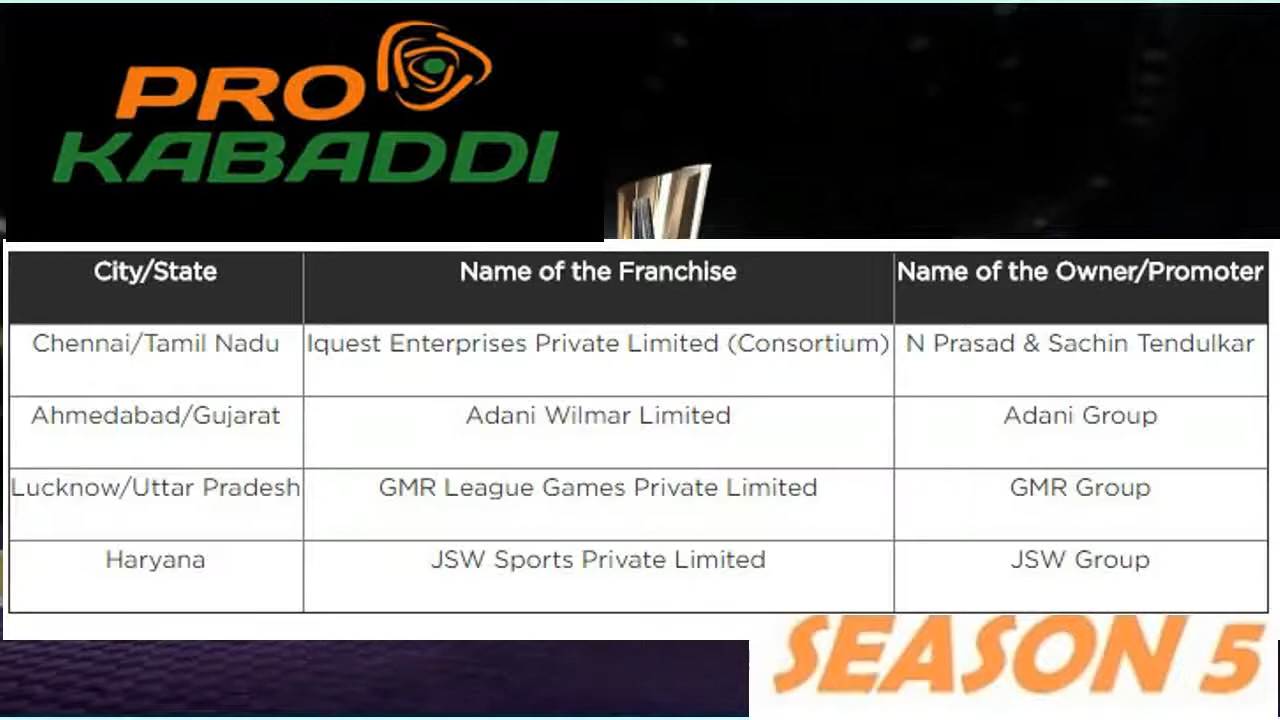 PRO
KABADDI
City/State Name of the Franchise Name of the Owner/Promoter
Chennai/Tamil Nadu Iquest Enterprises Private Limited (Consortium) N Prasad & Sachin Tendulkar
Ahmedabad/Gujarat Adani Wilmar Limited Adani Group
Lucknow/Uttar Pradesh GMR League Games Private Limited GMR Group
Haryana JSW Sports Private Limited JSW Group
SEASON 5